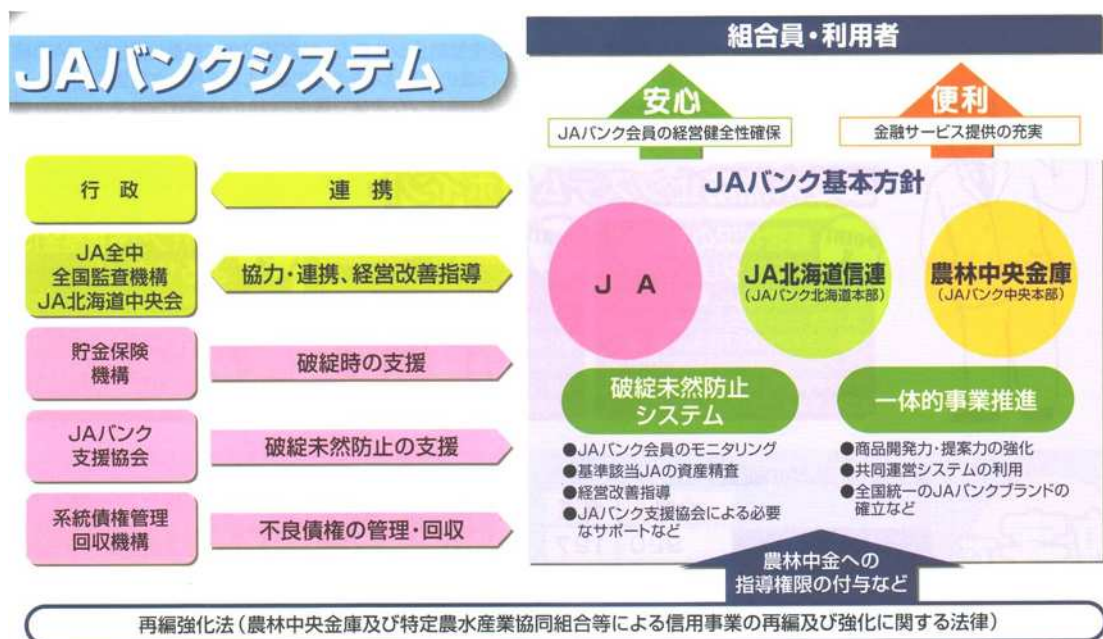 JAバンクシステム
組合員・利用者
安心
JAバンク会員の経営健全性確保
便利
金融サービス提供の充実
行政
連携
JA全中
全国監査機構
JA北海道中央会
協力・連携、経営改善指導
貯金保険
機構
破綻時の支援
JAバンク
支援協会
破綻未然防止の支援
系統債権管理
回収機構
不良債権の管理・回収
JAバンク基本方針
JA
JA北海道信連
(JAバンク北海道本部)
農林中央金庫
(JAバンク中央本部)
破綻未然防止
システム
●JAバンク会員のモニタリング
●基準該当JAの資産精査
●経営改善指導
●JAバンク支援協会による必要
なサポートなど
一体的事業推進
●商品開発力・提案力の強化
●共同運営システムの利用
●全国統一のJAバンクブランドの
確立など
農林中金への
指導権限の付与など
再編強化法(農林中央金庫及び特定農水産業協同組合等による信用事業の再編及び強化に関する法律)